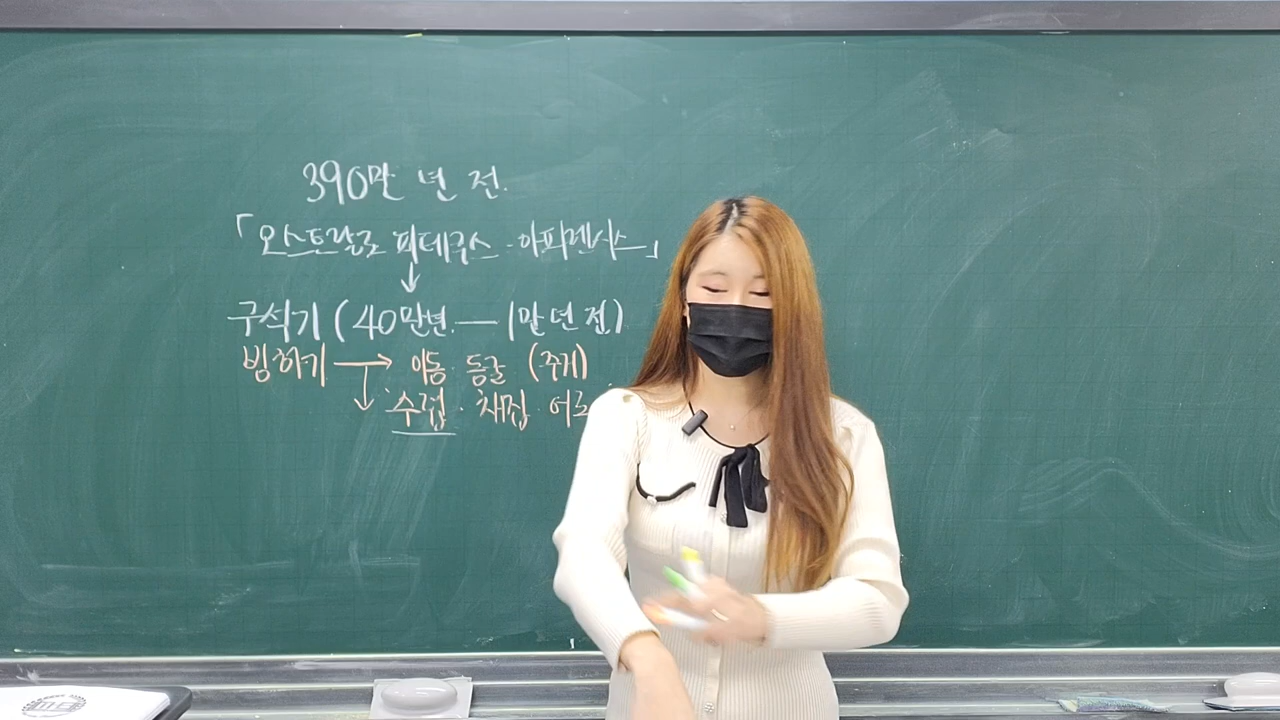 390만 년 전.
「오스트랄로 피테쿠스 · 아파렌시스」
↓
구석기 (40만년. — 1만 년 전)
빙하기 → 이동 · 동굴 (주거)
↓ 수렵 · 채집 · 어로